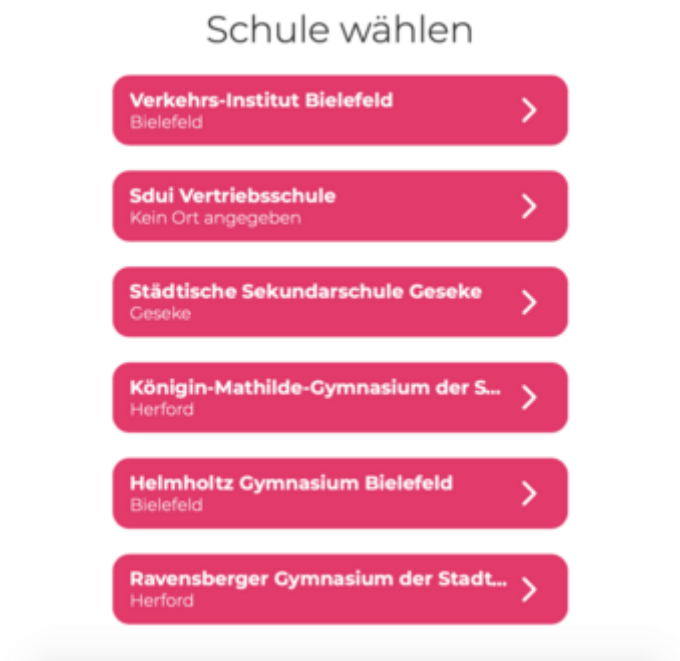 Schule wählen
Verkehrs-Institut Bielefeld
Bielefeld
Sdui Vertriebsschule
Kein Ort angegeben
Städtische Sekundarschule Geseke
Geseke
Königin-Mathilde-Gymnasium der S...
Herford
Helmholtz Gymnasium Bielefeld
Bielefeld
Ravensberger Gymnasium der Stadt...
Herford